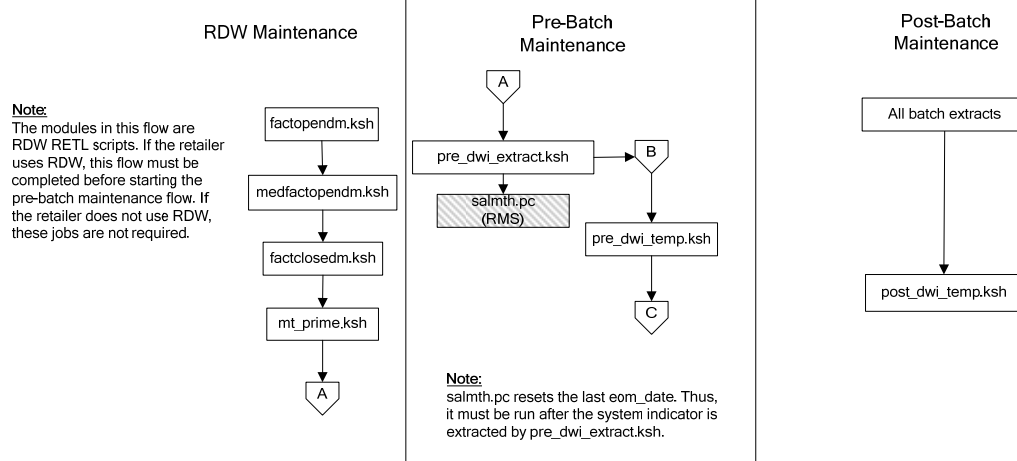 RDW Maintenance
Note:
The modules in this flow are
RDW RETL scripts. If the retailer
uses RDW, this flow must be
completed before starting the
pre-batch maintenance flow. If
the retailer does not use RDW,
these jobs are not required.
factopendm.ksh
medfactopendm.ksh
factclosedm.ksh
mt_prime.ksh
A
Pre-Batch
Maintenance
A
pre_dwi_extract.ksh
B
salmth.pc
(RMS)
pre_dwi_temp.ksh
C
Note:
salmth.pc resets the last eom_date. Thus,
it must be run after the system indicator is
extracted by pre_dwi_extract.ksh.
Post-Batch
Maintenance
All batch extracts
post_dwi_temp.ksh